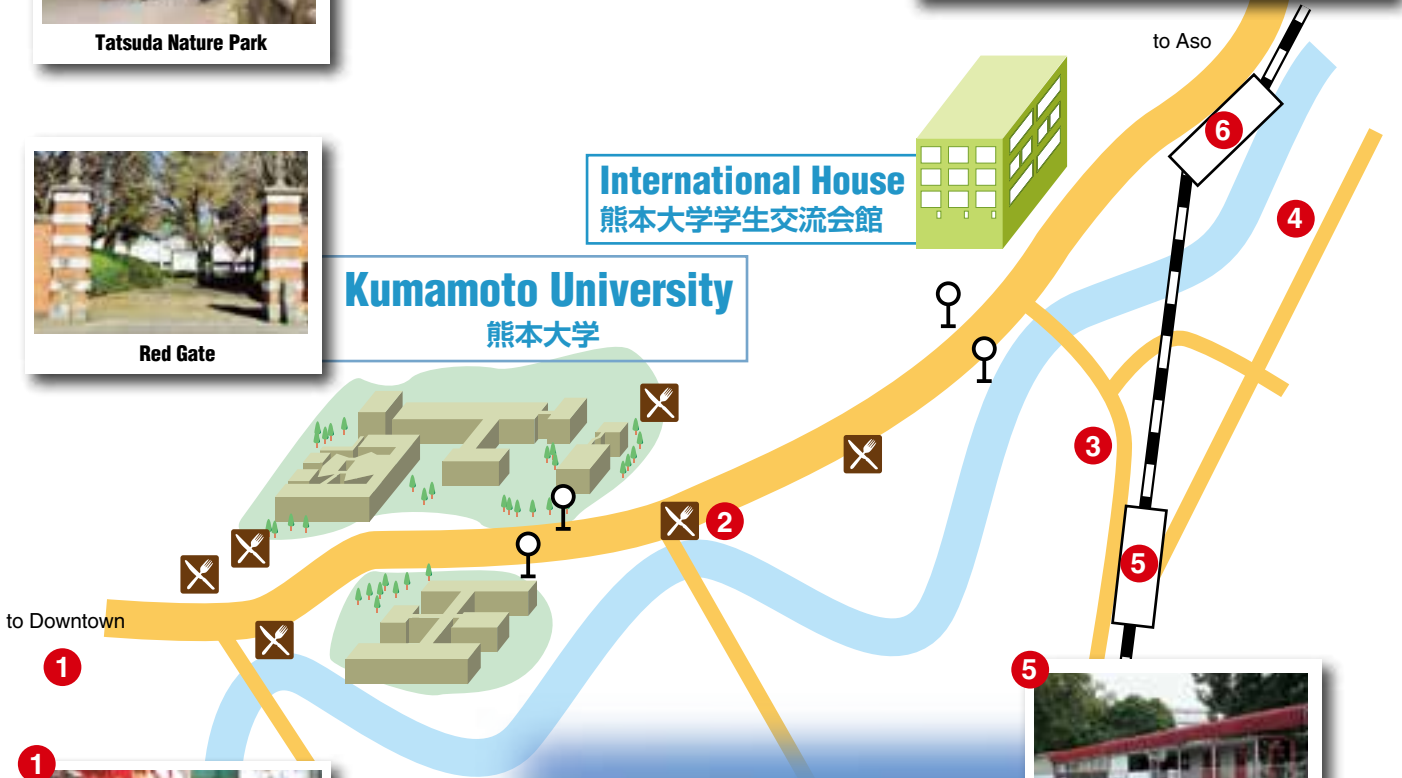 Tatsuda Nature Park
to Aso
6
International House
熊本大学学生交流会館
4
Kumamoto University
熊本大学
Red Gate
3
2
5
to Downtown
1
5
1